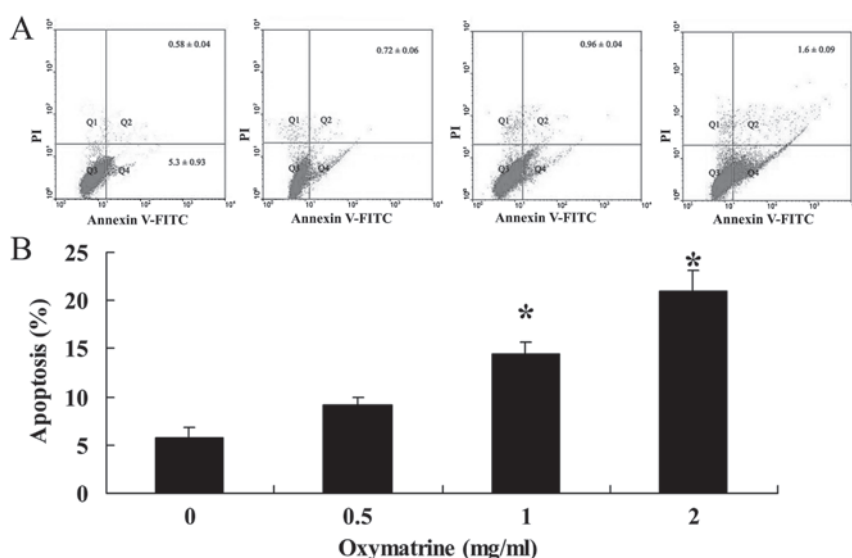 A
0.58 ± 0.04
0.72 ± 0.06
0.96 ± 0.04
1.6 ± 0.09
PI
PI
PI
PI
Q1 Q2
Q1 Q2
Q1 Q2
Q1 Q2
5.3 ± 0.93
Q3 Q4
Q3 Q4
Q3 Q4
Q3 Q4
Annexin V-FITC
Annexin V-FITC
Annexin V-FITC
Annexin V-FITC
B
Apoptosis (%)
25
20
15
10
5
0
*
*
0 0.5 1 2
Oxymatrine (mg/ml)